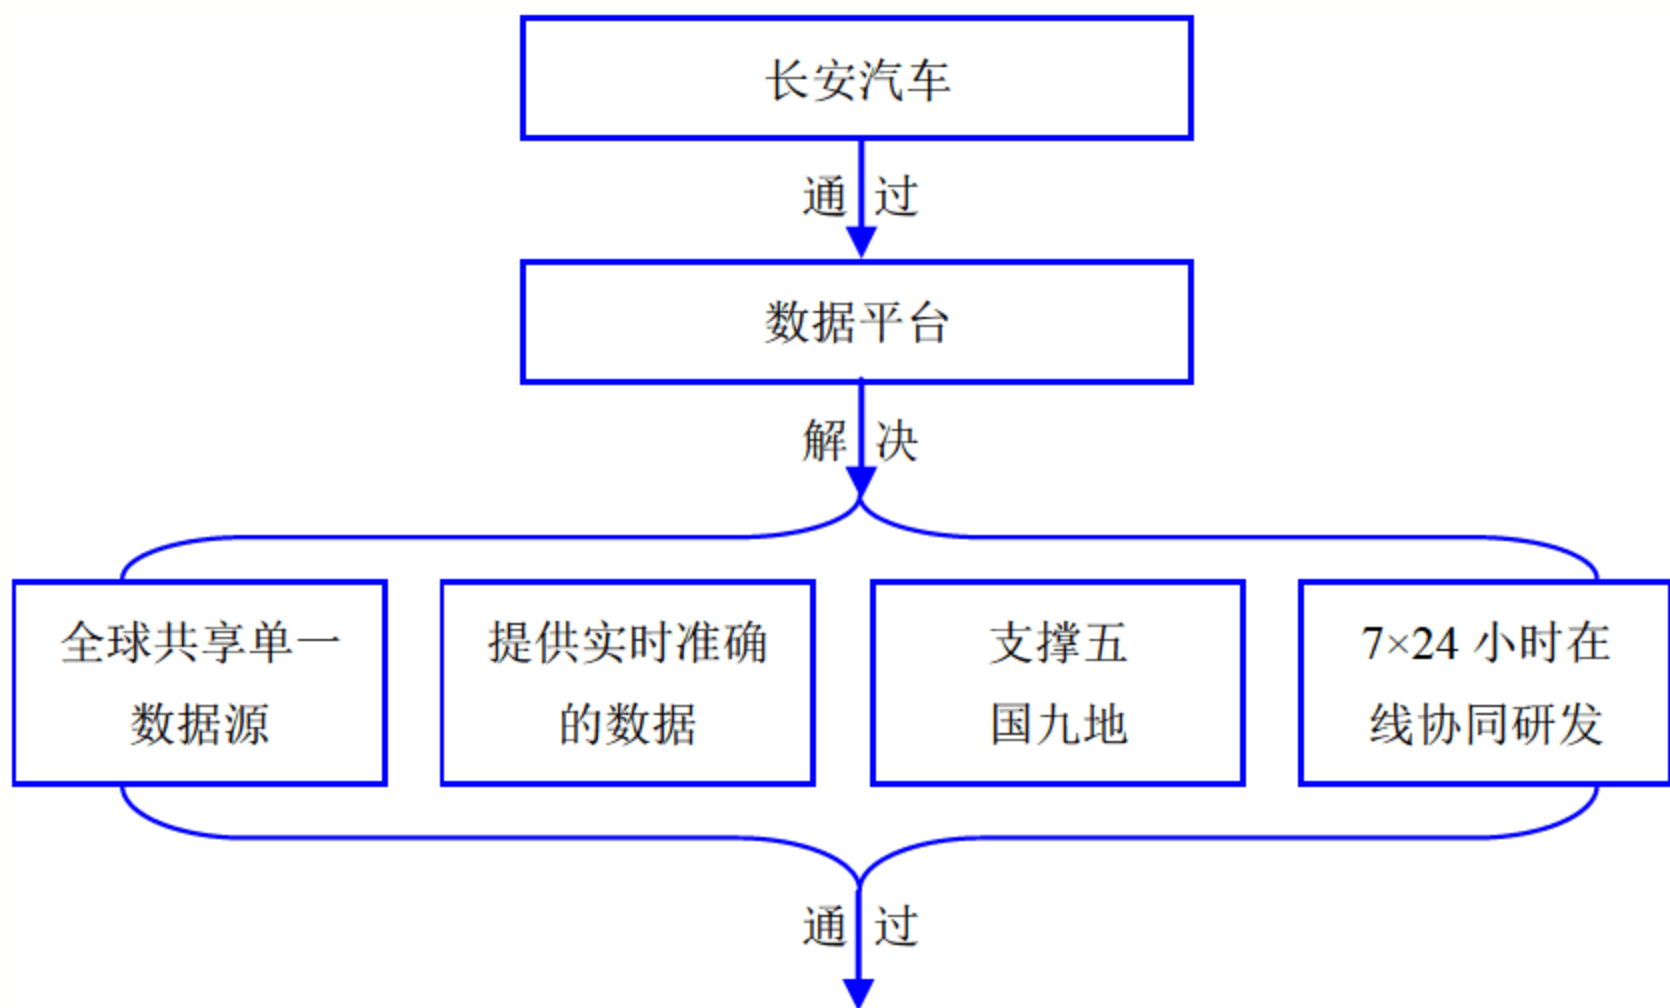 长安汽车
通过
数据平台
解决
全球共享单一
数据源
提供实时准确
的数据
支撑五
国九地
7×24 小时在
线协同研发
通过